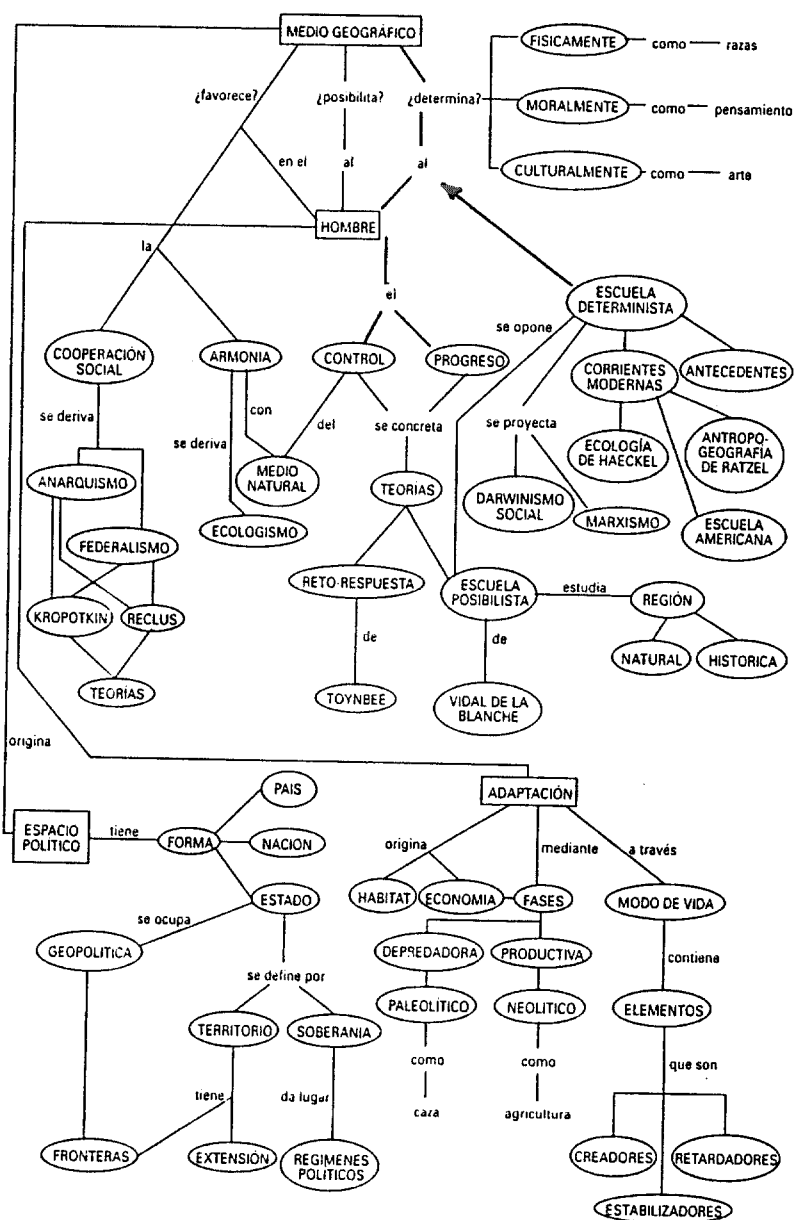 MEDIO GEOGRÁFICO
FISICAMENTE como razas
¿favorece? ¿posibilita? ¿determina?
MORALMENTE como pensamiento
en el al al
CULTURALMENTE como arte
HOMBRE
la
el
ESCUELA
DETERMINISTA
se opone
COOPERACIÓN
SOCIAL
ARMONIA
CONTROL
PROGRESO
CORRIENTES
MODERNAS
ANTECEDENTES
se deriva
con
se deriva
del
se concreta
se proyecta
ECOLOGÍA
DE HAECKEL
ANTROPO-
GEOGRAFÍA
DE RATZEL
ANARQUISMO
MEDIO
NATURAL
TEORÍAS
DARWINISMO
SOCIAL
MARXISMO
ESCUELA
AMERICANA
ECOLOGISMO
FEDERALISMO
RETO-RESPUESTA
ESCUELA
POSIBILISTA
estudia
REGIÓN
KROPOTKIN
RECLUS
de
de
NATURAL
HISTORICA
TEORÍAS
TOYNBEE
VIDAL DE LA
BLANCHE
origina
ADAPTACIÓN
PAIS
ESPACIO
POLÍTICO
tiene
FORMA
NACION
origina
mediante
a través
ESTADO
HABITAT
ECONOMIA
FASES
MODO DE VIDA
se ocupa
GEOPOLITICA
DEPREDADORA
PRODUCTIVA
contiene
se define por
PALEOLÍTICO
NEOLITICO
ELEMENTOS
TERRITORIO
SOBERANIA
como
como
que son
tiene
da lugar
caza
agricultura
FRONTERAS
EXTENSIÓN
REGIMENES
POLITICOS
CREADORES
RETARDADORES
ESTABILIZADORES